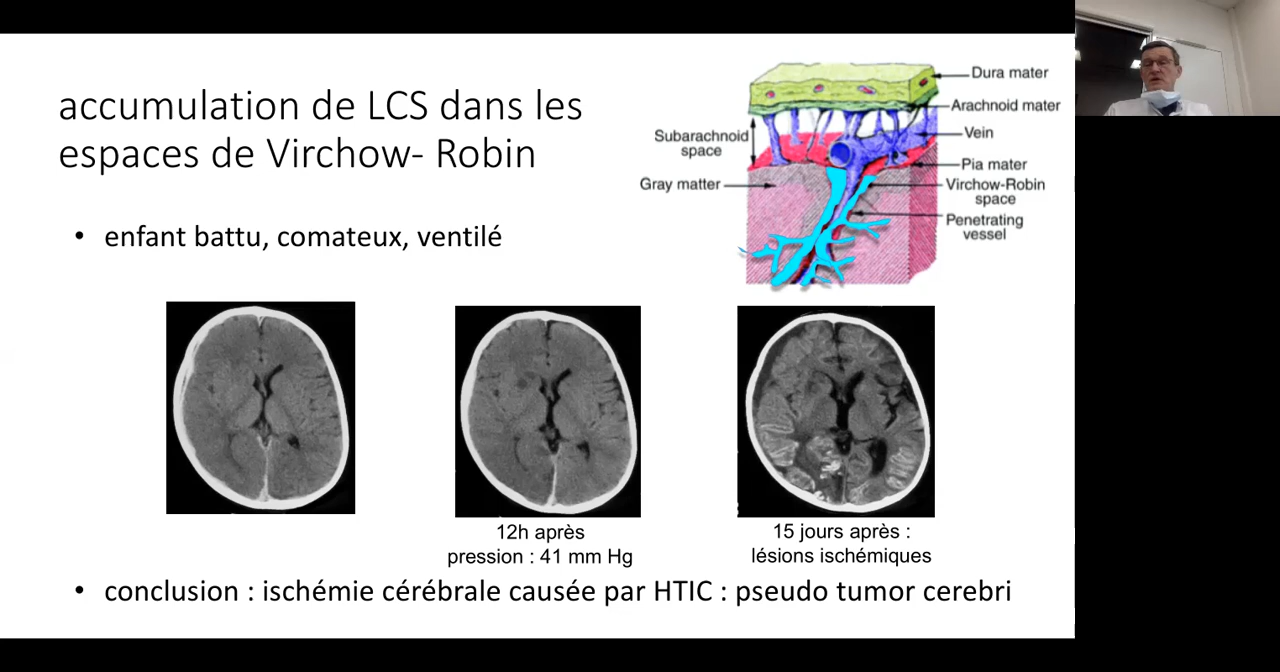 accumulation de LCS dans les
espaces de Virchow- Robin
• enfant battu, comateux, ventilé
Dura mater
Arachnoid mater
Subarachnoid
space
Vein
Pia mater
Gray matter
Virchow-Robin
space
Penetrating
vessel
12h après
pression : 41 mm Hg
15 jours après :
lésions ischémiques
• conclusion : ischémie cérébrale causée par HTIC : pseudo tumor cerebri